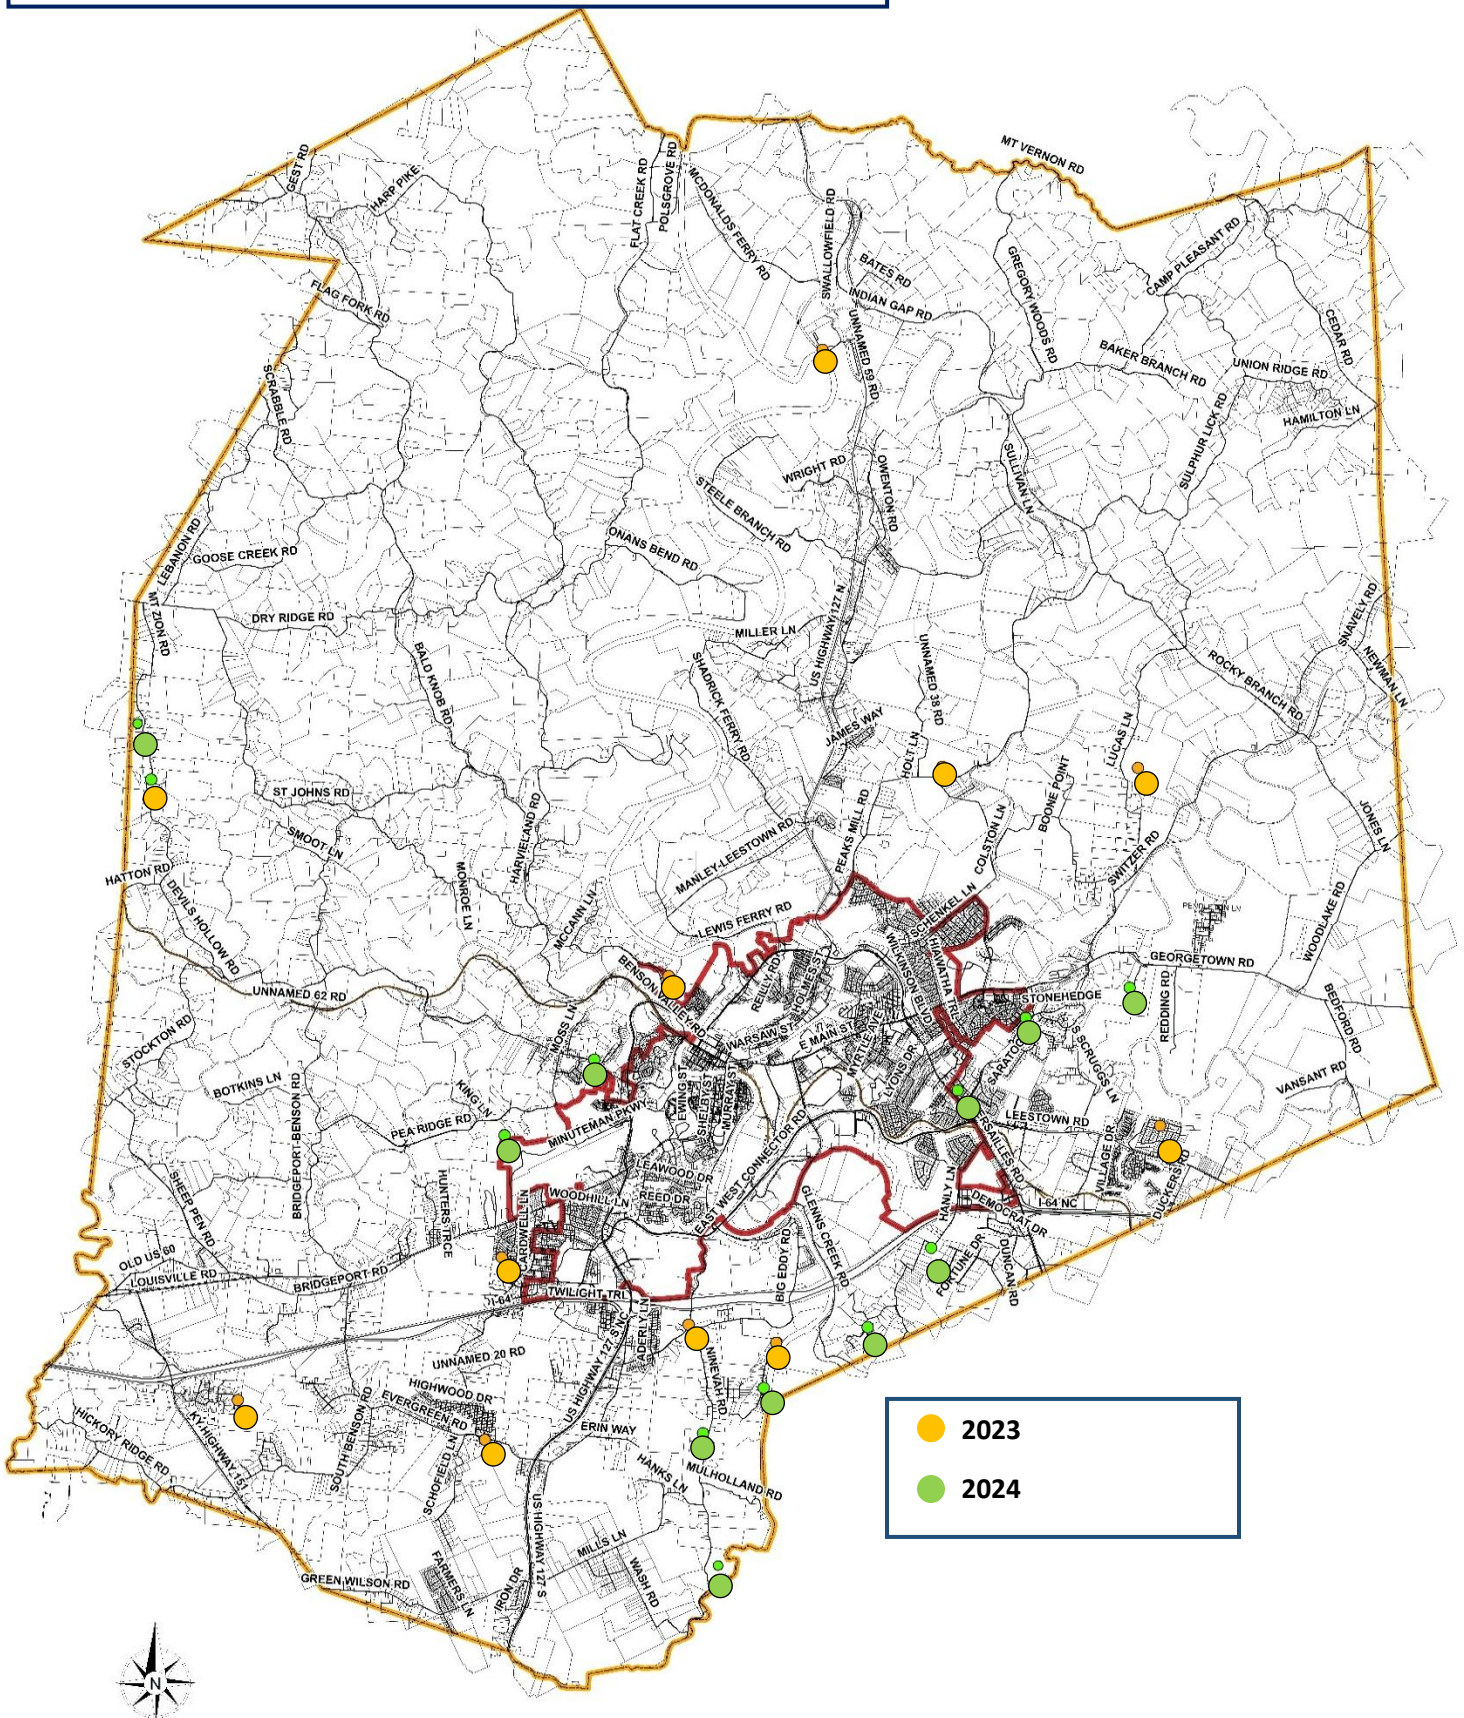 MT VERNON RD
GEST RD
HARP PIKE
FLAT CREEK RD
POLSGROVE RD
MCDONALDS FERRY RD
SWALLOWFIELD RD
BATES RD
INDIAN GAP RD
GREGORY WOODS RD
CAMP PLEASANT RD
CEDAR RD
FLAG FORK RD
UNNAMED 59 RD
BAKER BRANCH RD
UNION RIDGE RD
HAMILTON LN
SCRABBLE RD
SULPHUR LICK RD
WRIGHT RD
OWENTON RD
SULLIVAN LN
STEELE BRANCH RD
LEBANON RD
GOOSE CREEK RD
ONANS BEND RD
MT ZION RD
DRY RIDGE RD
MILLER LN
US HIGHWAY 127 N
SNAVELY RD
NEWMAN LN
BALD KNOB RD
SHADRICK FERRY RD
UNNAMED 38 RD
ROCKY BRANCH RD
JAMES WAY
HOLT LN
LUCAS LN
BOONE POINT
ST JOHNS RD
SMOOT LN
HARVIELAND RD
MANLEY-LEESTOWN RD
PEAKS MILL RD
COLSTON LN
SWITZER RD
JONES LN
HATTON RD
DEVILS HOLLOW RD
MONROE LN
MCCANN LN
LEWIS FERRY RD
SCHENKEL LN
PENDLETON LN
WOODLAKE RD
BENSON VALLEY RD
REILLY RD
HOLMES ST
WILKINSON BLVD
HIAWATHA TRL
GEORGETOWN RD
UNNAMED 62 RD
STONEHEDGE
REDDING RD
BEDFORD RD
STOCKTON RD
MOSS LN
WARSAW ST
E MAIN ST
MYRTLE AVE
LYONS DR
S SCRUGGS LN
BOTKINS LN
BRIDGEPORT-BENSON RD
KING LN
PEA RIDGE RD
MINUTEMAN PKWY
EWING ST
SHELBY ST
MURRAY ST
LEESTOWN RD
VANSANT RD
EAST WEST CONNECTOR RD
VILLAGE DR
SHEEP PEN RD
HUNTERS TRCE
LEAWOOD DR
WOODHILL LN
REED DR
CARDWELL LN
GLENNS CREEK RD
HANLY LN
I-64 NC
DEMOCRAT DR
OLD US 60
LOUISVILLE RD
BRIDGEPORT RD
BIG EDDY RD
FORTUNE DR
DUNCAN RD
I-64
TWILIGHT TRL
ADERLY LN
US HIGHWAY 127 S NC
NINEVAH RD
UNNAMED 20 RD
HIGHWOOD DR
EVERGREEN RD
SOUTH BENSON RD
HICKORY RIDGE RD
KY-HIGHWAY 151
SCHOFIELD LN
ERIN WAY
HANKS LN
MULHOLLAND RD
2023
2024
US HIGHWAY 127 S
MILLS LN
WASH RD
GREEN WILSON RD
FARMERS LN
IRON DR
N